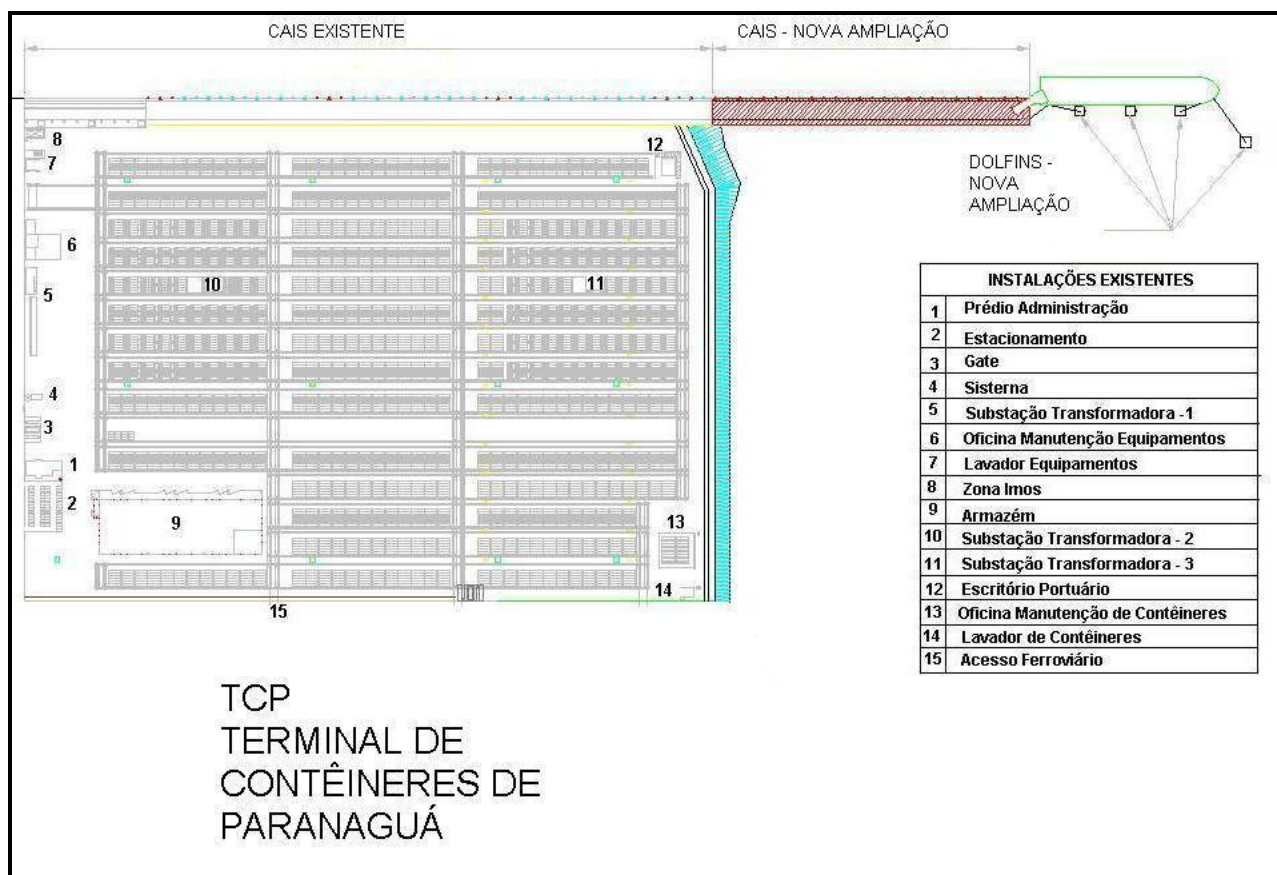 CAIS EXISTENTE
CAIS - NOVA AMPLIAÇÃO
8
7
12
DOLFINS -
NOVA
AMPLIAÇÃO
6
10
11
5
4
3
1
2
9
13
14
15
INSTALAÇÕES EXISTENTES
1 Prédio Administração
2 Estacionamento
3 Gate
4 Sisterna
5 Substação Transformadora -1
6 Oficina Manutenção Equipamentos
7 Lavador Equipamentos
8 Zona Imos
9 Armazém
10 Substação Transformadora - 2
11 Substação Transformadora - 3
12 Escritório Portuário
13 Oficina Manutenção de Contêineres
14 Lavador de Contêineres
15 Acesso Ferroviário
TCP
TERMINAL DE
CONTÊINERES DE
PARANAGUÁ